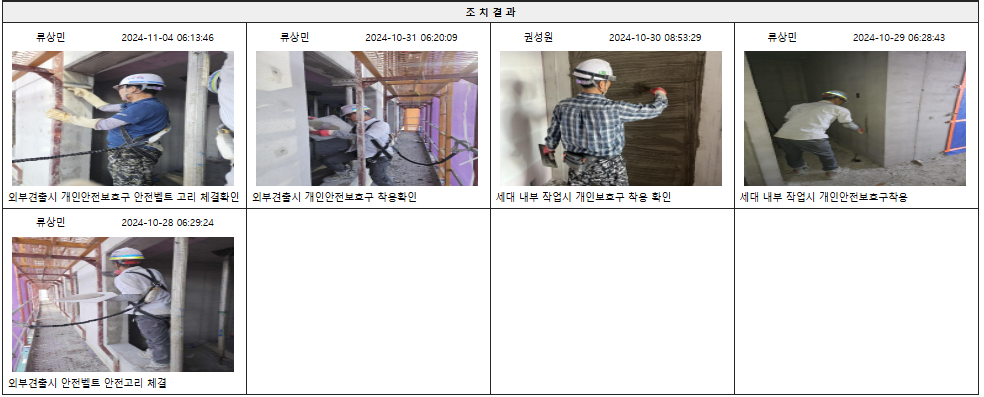 조 치 결 과
류상민 2024-11-04 06:13:46
류상민 2024-10-31 06:20:09
권성원 2024-10-30 08:53:29
류상민 2024-10-29 06:28:43
외부견출시 개인안전보호구 안전벨트 고리 체결확인
외부견출시 개인안전보호구 착용확인
세대 내부 작업시 개인보호구 착용 확인
세대 내부 작업시 개인안전보호구착용
류상민 2024-10-28 06:29:24
외부견출시 안전벨트 안전고리 체결